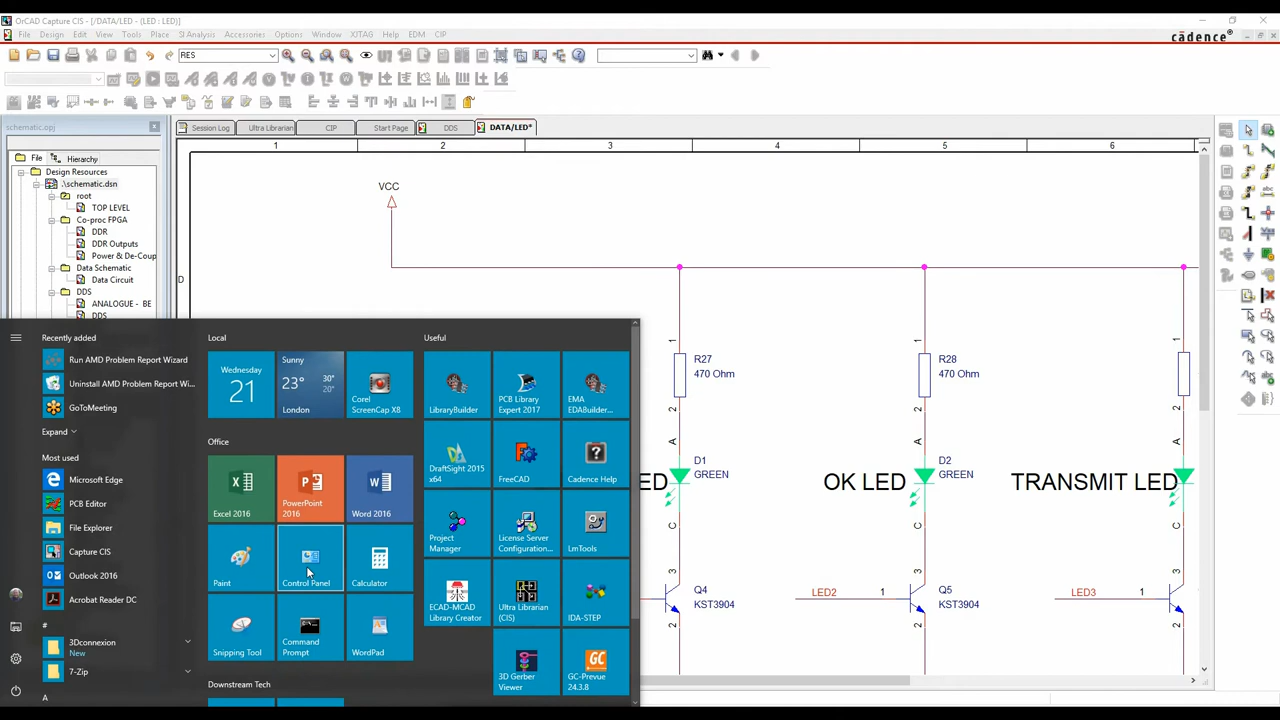 OrCAD Capture CIS - [/DATA/LED - (LED : LED)]
File Design Edit View Tools Place SI Analysis Accessories Options Window XJTAG Help EDM CIP
cādence®
RES
schematic.opj
Session Log
Ultra Librarian
CIP
Start Page
DDS
DATA/LED*
File
Hierarchy
1 2 3 4 5 6
D
Design Resources
.\schematic.dsn
root
TOP LEVEL
Co-proc FPGA
DDR
DDR Outputs
Power & De-Coup
Data Schematic
Data Circuit
DDS
ANALOGUE - BE
DDS
VCC
1
R27
470 Ohm
2
A
D1
GREEN
ED
C
3
Q4
KST3904
2
1
R28
470 Ohm
2
A
D2
GREEN
OK LED
C
3
LED2
1
Q5
KST3904
2
1
2
A
TRANSMIT LED
C
3
LED3
1
2
Recently added
Run AMD Problem Report Wizard
Uninstall AMD Problem Report Wi...
GoToMeeting
Expand
Most used
Microsoft Edge
PCB Editor
File Explorer
Capture CIS
Outlook 2016
Acrobat Reader DC
#
3Dconnexion
New
7-Zip
A
Local
Wednesday
21
Sunny
23° 30°
20°
London
Corel
ScreenCap X8
Office
Excel 2016
PowerPoint
2016
Word 2016
Paint
Control Panel
Calculator
Snipping Tool
Command
Prompt
WordPad
Downstream Tech
Useful
LibraryBuilder
PCB Library
Expert 2017
EMA
EDABuilder...
DraftSight 2015
x64
FreeCAD
Cadence Help
Project
Manager
License Server
Configuration...
LmTools
ECAD-MCAD
Library Creator
Ultra Librarian
(CIS)
IDA-STEP
3D Gerber
Viewer
GC-Prevue
24.3.8